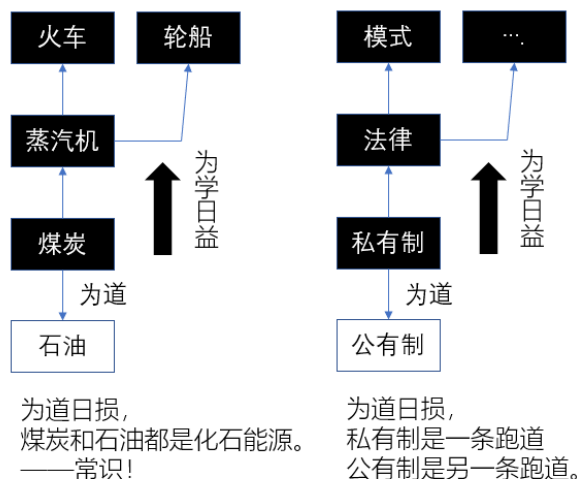 火车
轮船
蒸汽机
为学日益
煤炭
为道
石油
为道日损，
煤炭和石油都是化石能源。
——常识！
模式
….
法律
为学日益
私有制
为道
公有制
为道日损，
私有制是一条跑道
公有制是另一条跑道。